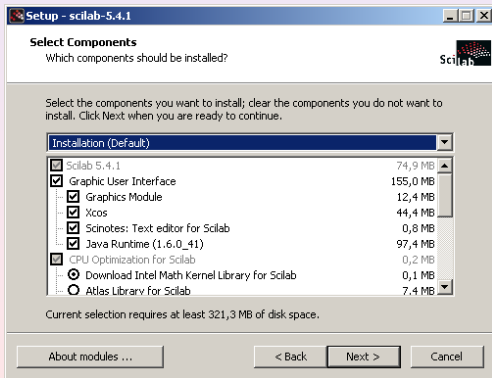 Setup - scilab-5.4.1
Select Components
Which components should be installed?
Scilab
Select the components you want to install; clear the components you do not want to
install. Click Next when you are ready to continue.
Installation (Default)
Scilab 5.4.1 74,9 MB
Graphic User Interface 155,0 MB
Graphics Module 12,4 MB
Xcos 44,4 MB
Scinotes: Text editor for Scilab 0,8 MB
Java Runtime (1.6.0_41) 97,4 MB
CPU Optimization for Scilab 0,2 MB
Download Intel Math Kernel Library for Scilab 0,1 MB
Atlas Library for Scilab 7,4 MB
Current selection requires at least 321,3 MB of disk space.
About modules ... < Back Next > Cancel